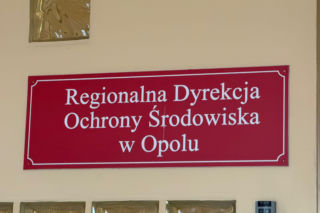 Regionalna Dyrekcja
Ochrony Środowiska
w Opolu